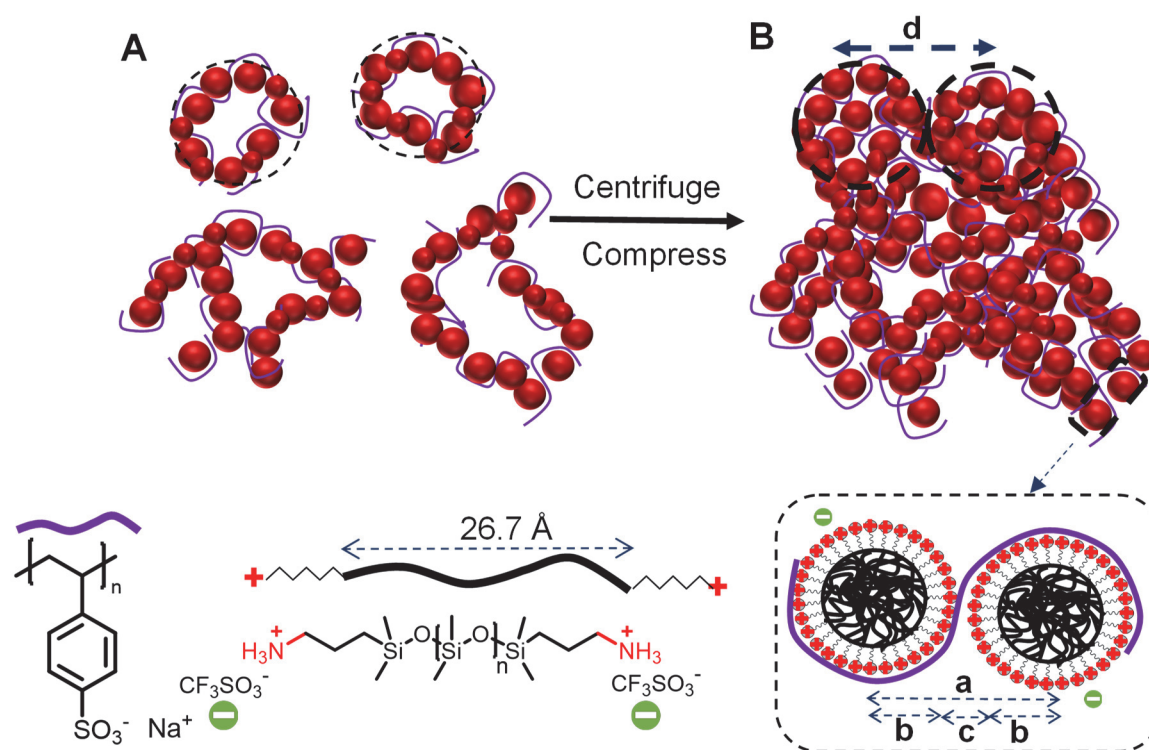 A
B
d
Centrifuge
Compress
n
SO₃⁻ Na⁺
26.7 Å
+ +
+ +
H₃N Si O Si O Si NH₃
n
CF₃SO₃⁻ CF₃SO₃⁻
a
b c b